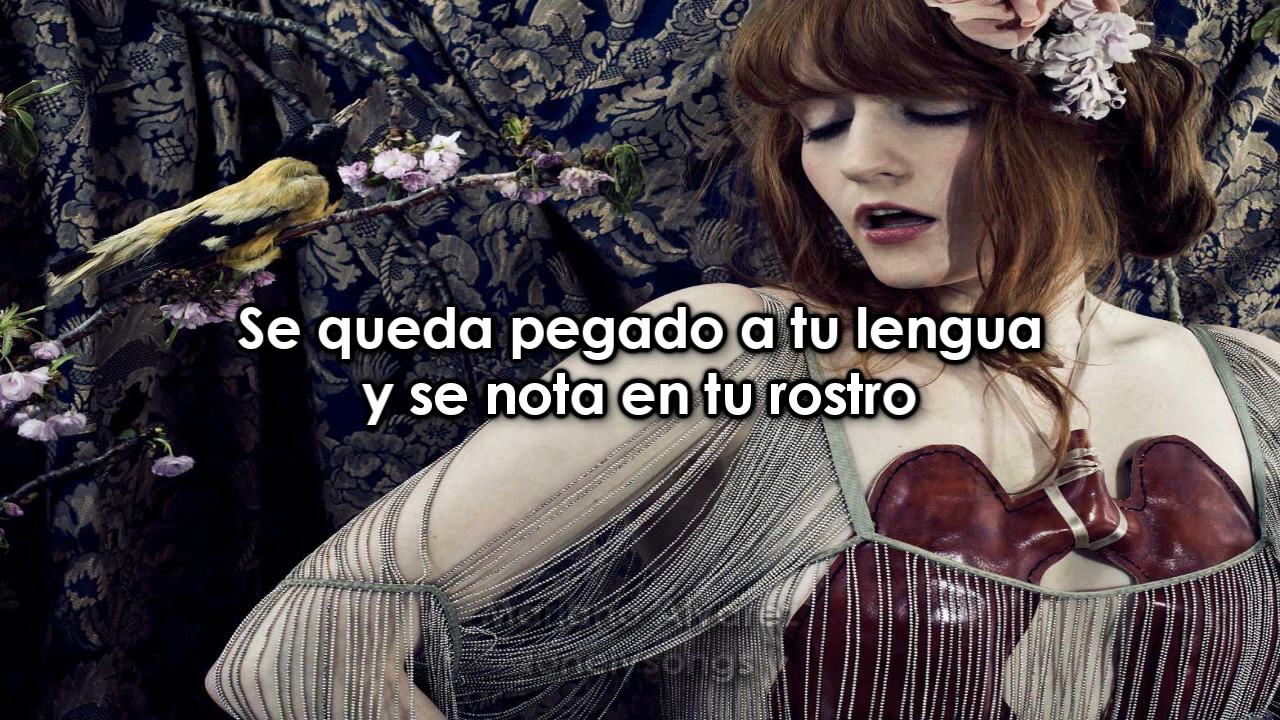 Se queda pegado a tu lengua
y se nota en tu rostro